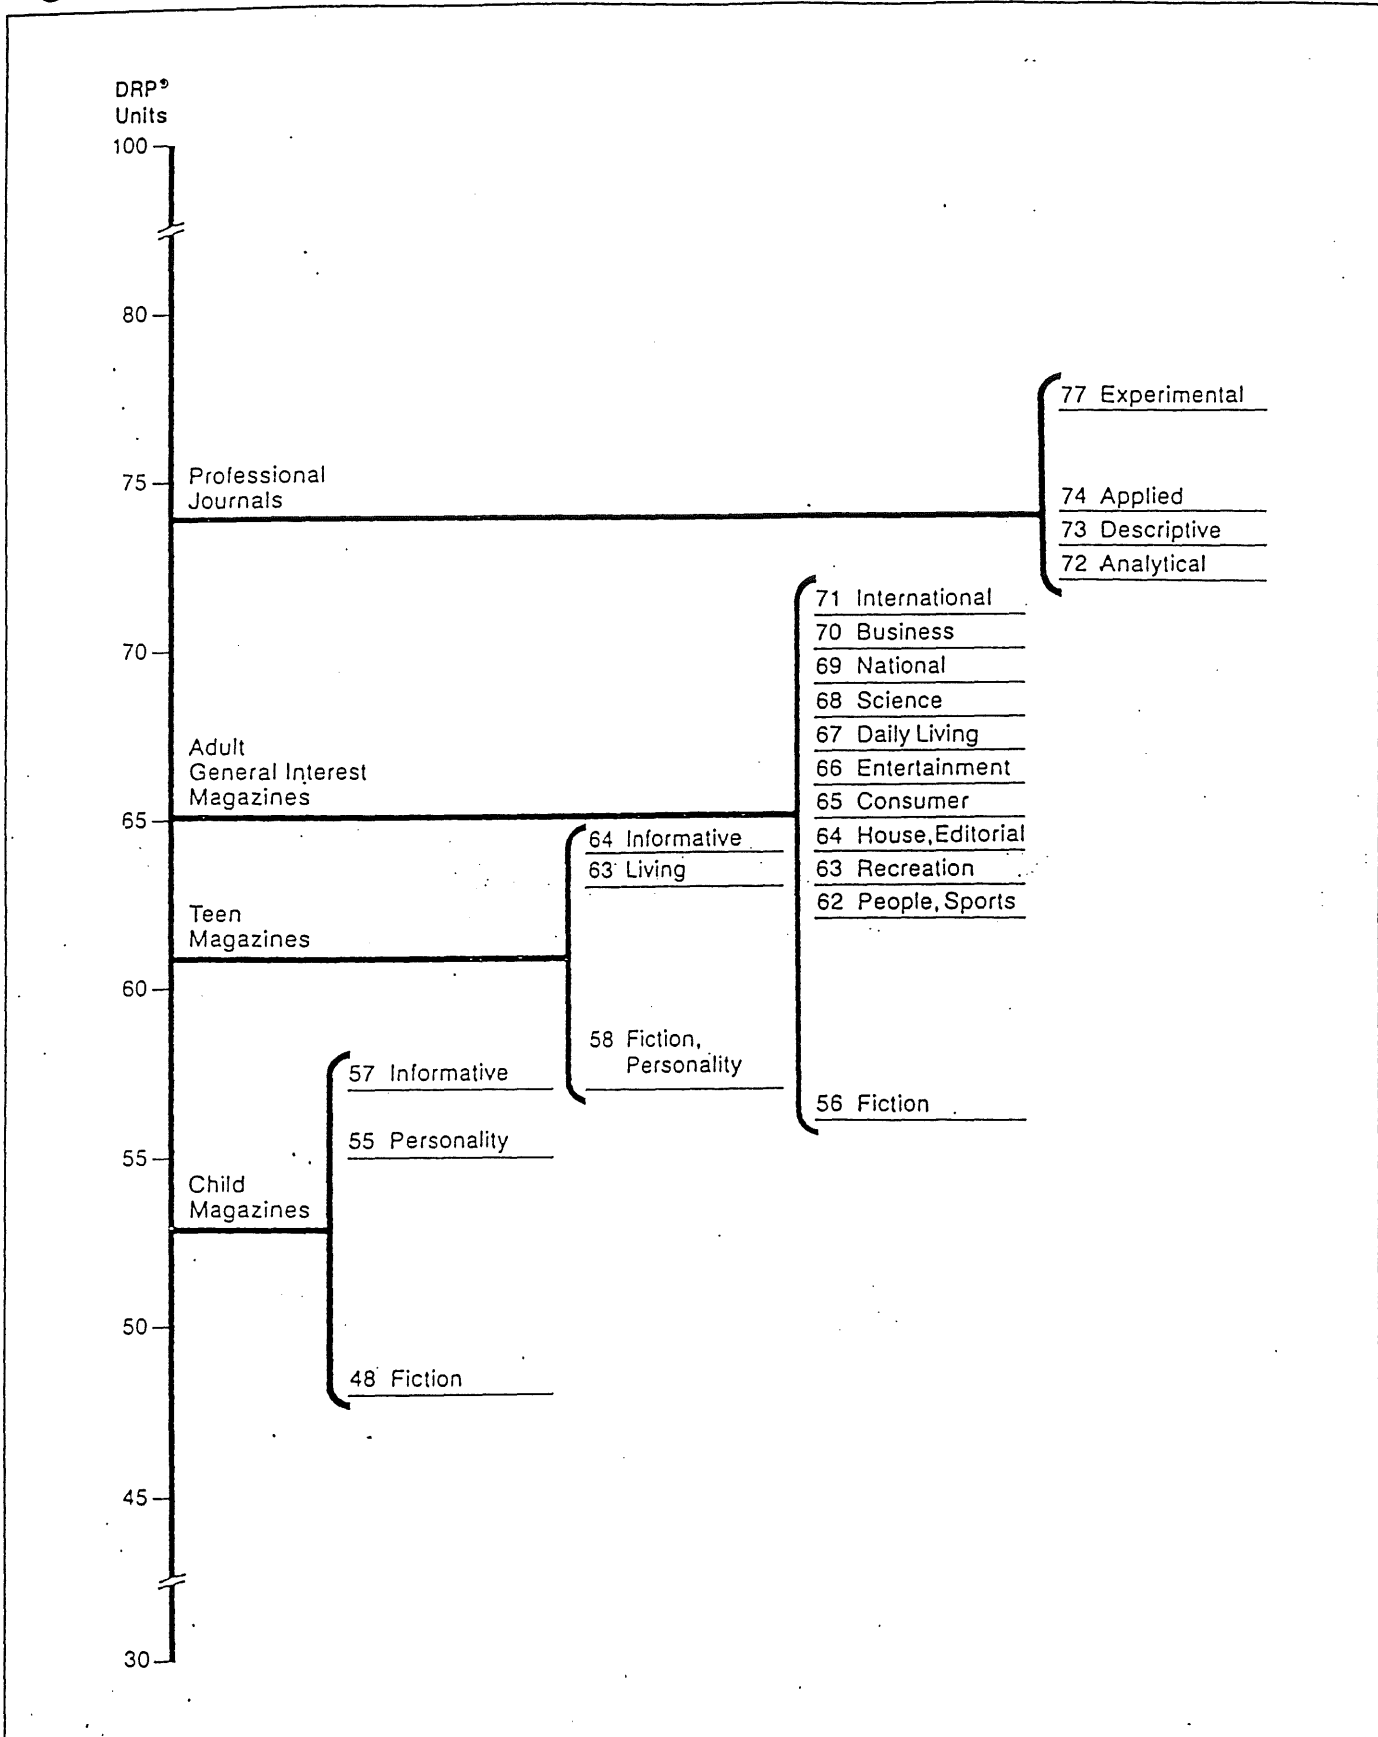 DRP®
Units
100
80
75
70
65
60
55
50
45
30
Professional
Journals
77 Experimental
74 Applied
73 Descriptive
72 Analytical
Adult
General Interest
Magazines
71 International
70 Business
69 National
68 Science
67 Daily Living
66 Entertainment
65 Consumer
64 House, Editorial
63 Recreation
62 People, Sports
56 Fiction
Teen
Magazines
64 Informative
63 Living
58 Fiction,
Personality
Child
Magazines
57 Informative
55 Personality
48 Fiction